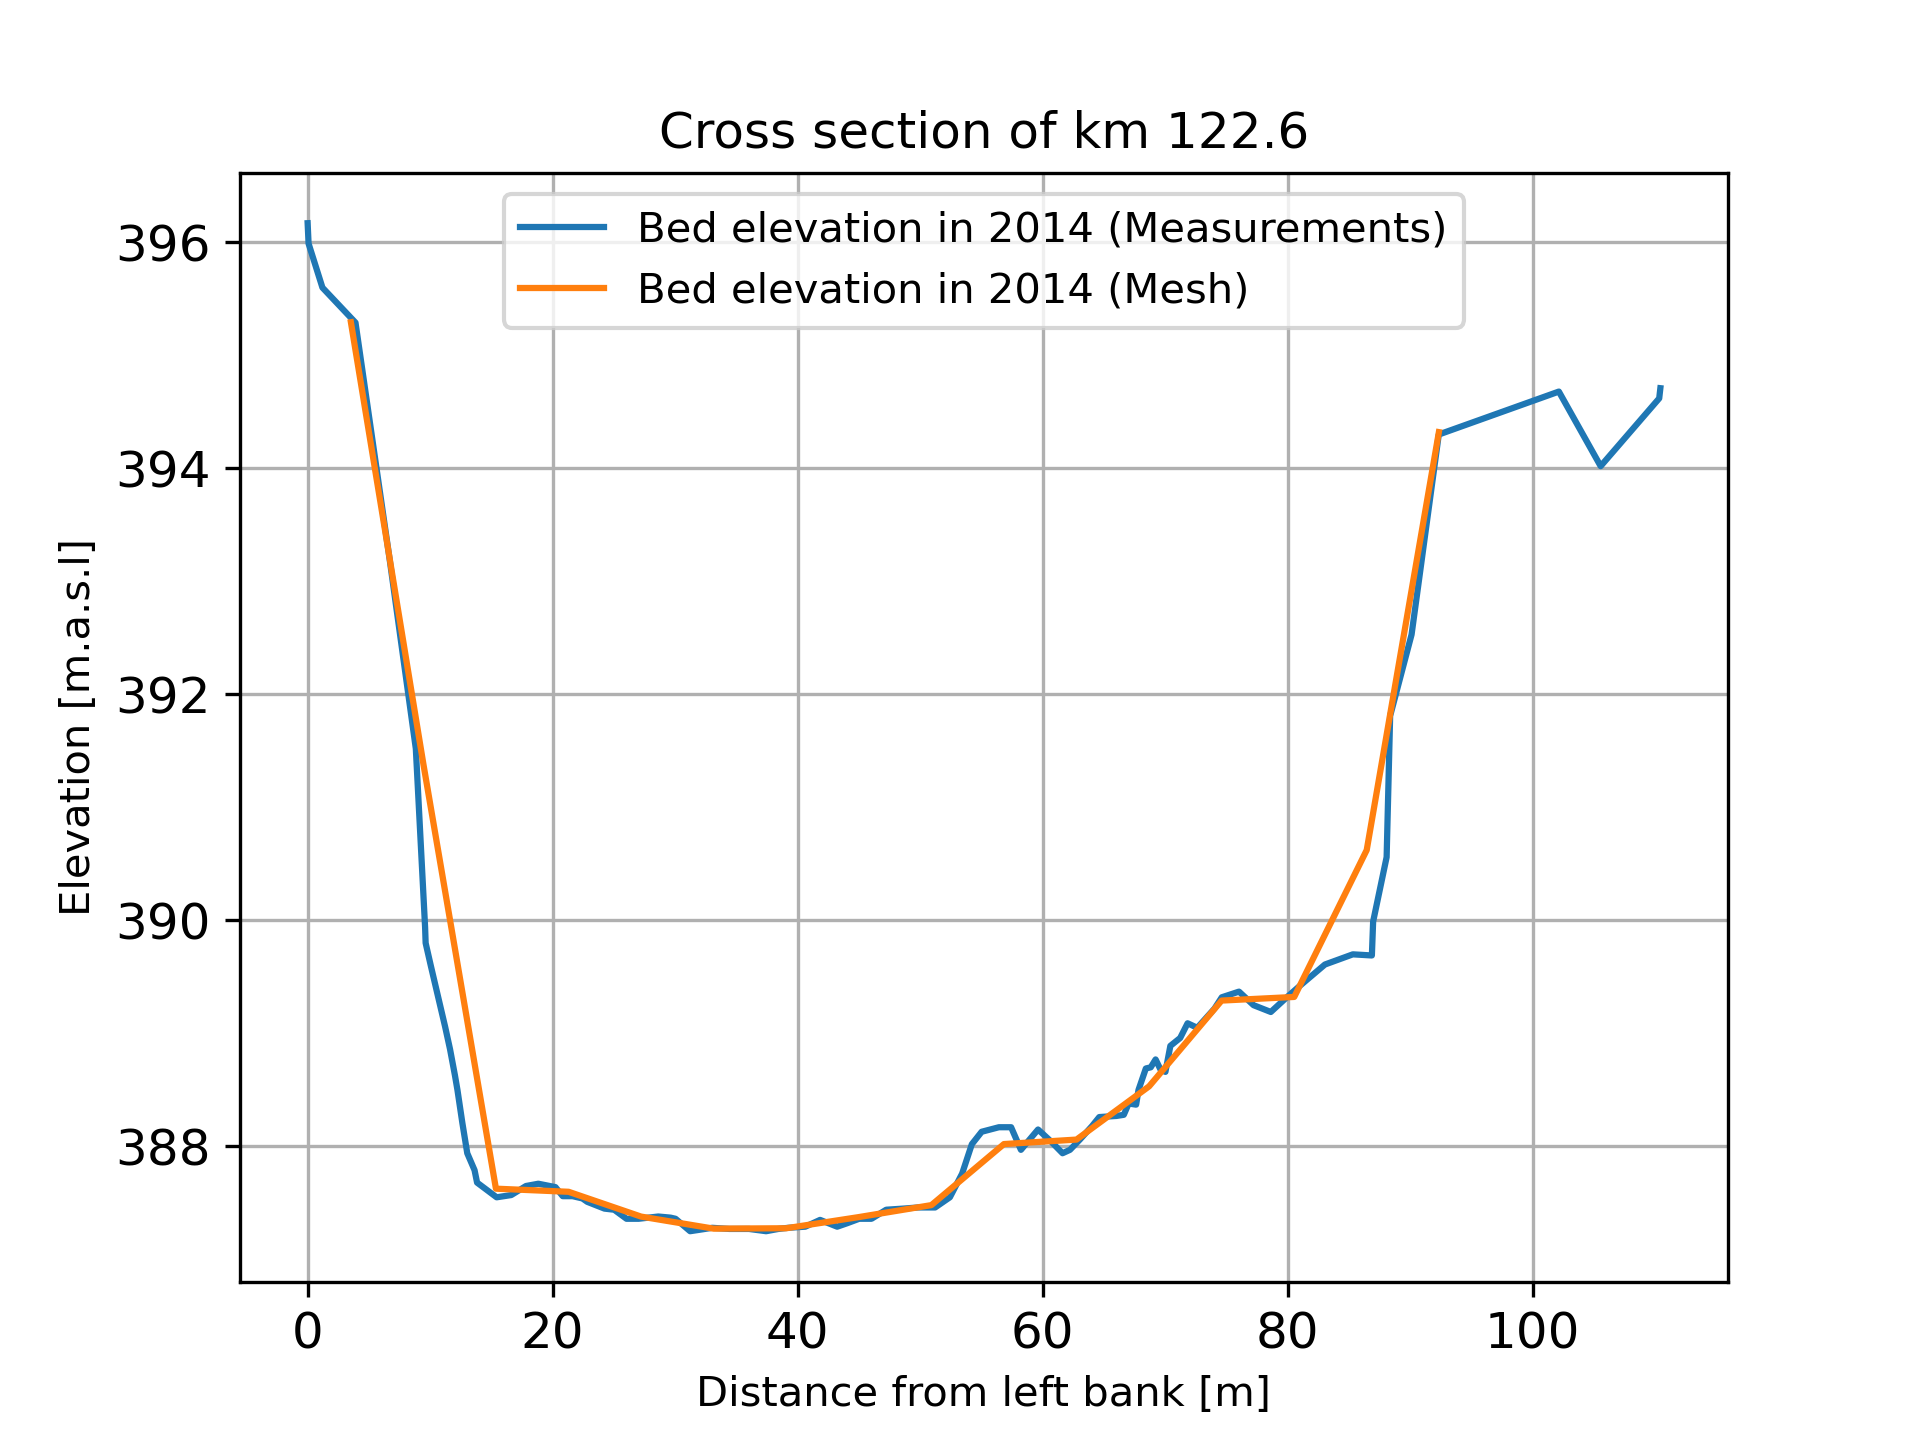 Cross section of km 122.6
Bed elevation in 2014 (Measurements)
Bed elevation in 2014 (Mesh)
Elevation [m.a.s.l]
396
394
392
390
388
0 20 40 60 80 100
Distance from left bank [m]